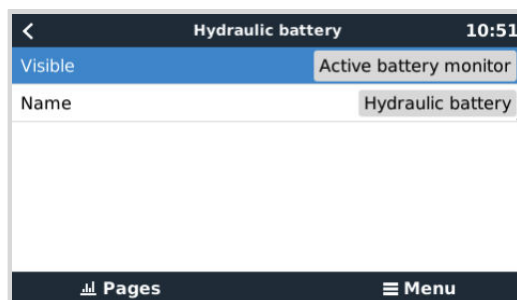 Hydraulic battery 10:51
Visible Active battery monitor
Name Hydraulic battery
Pages Menu